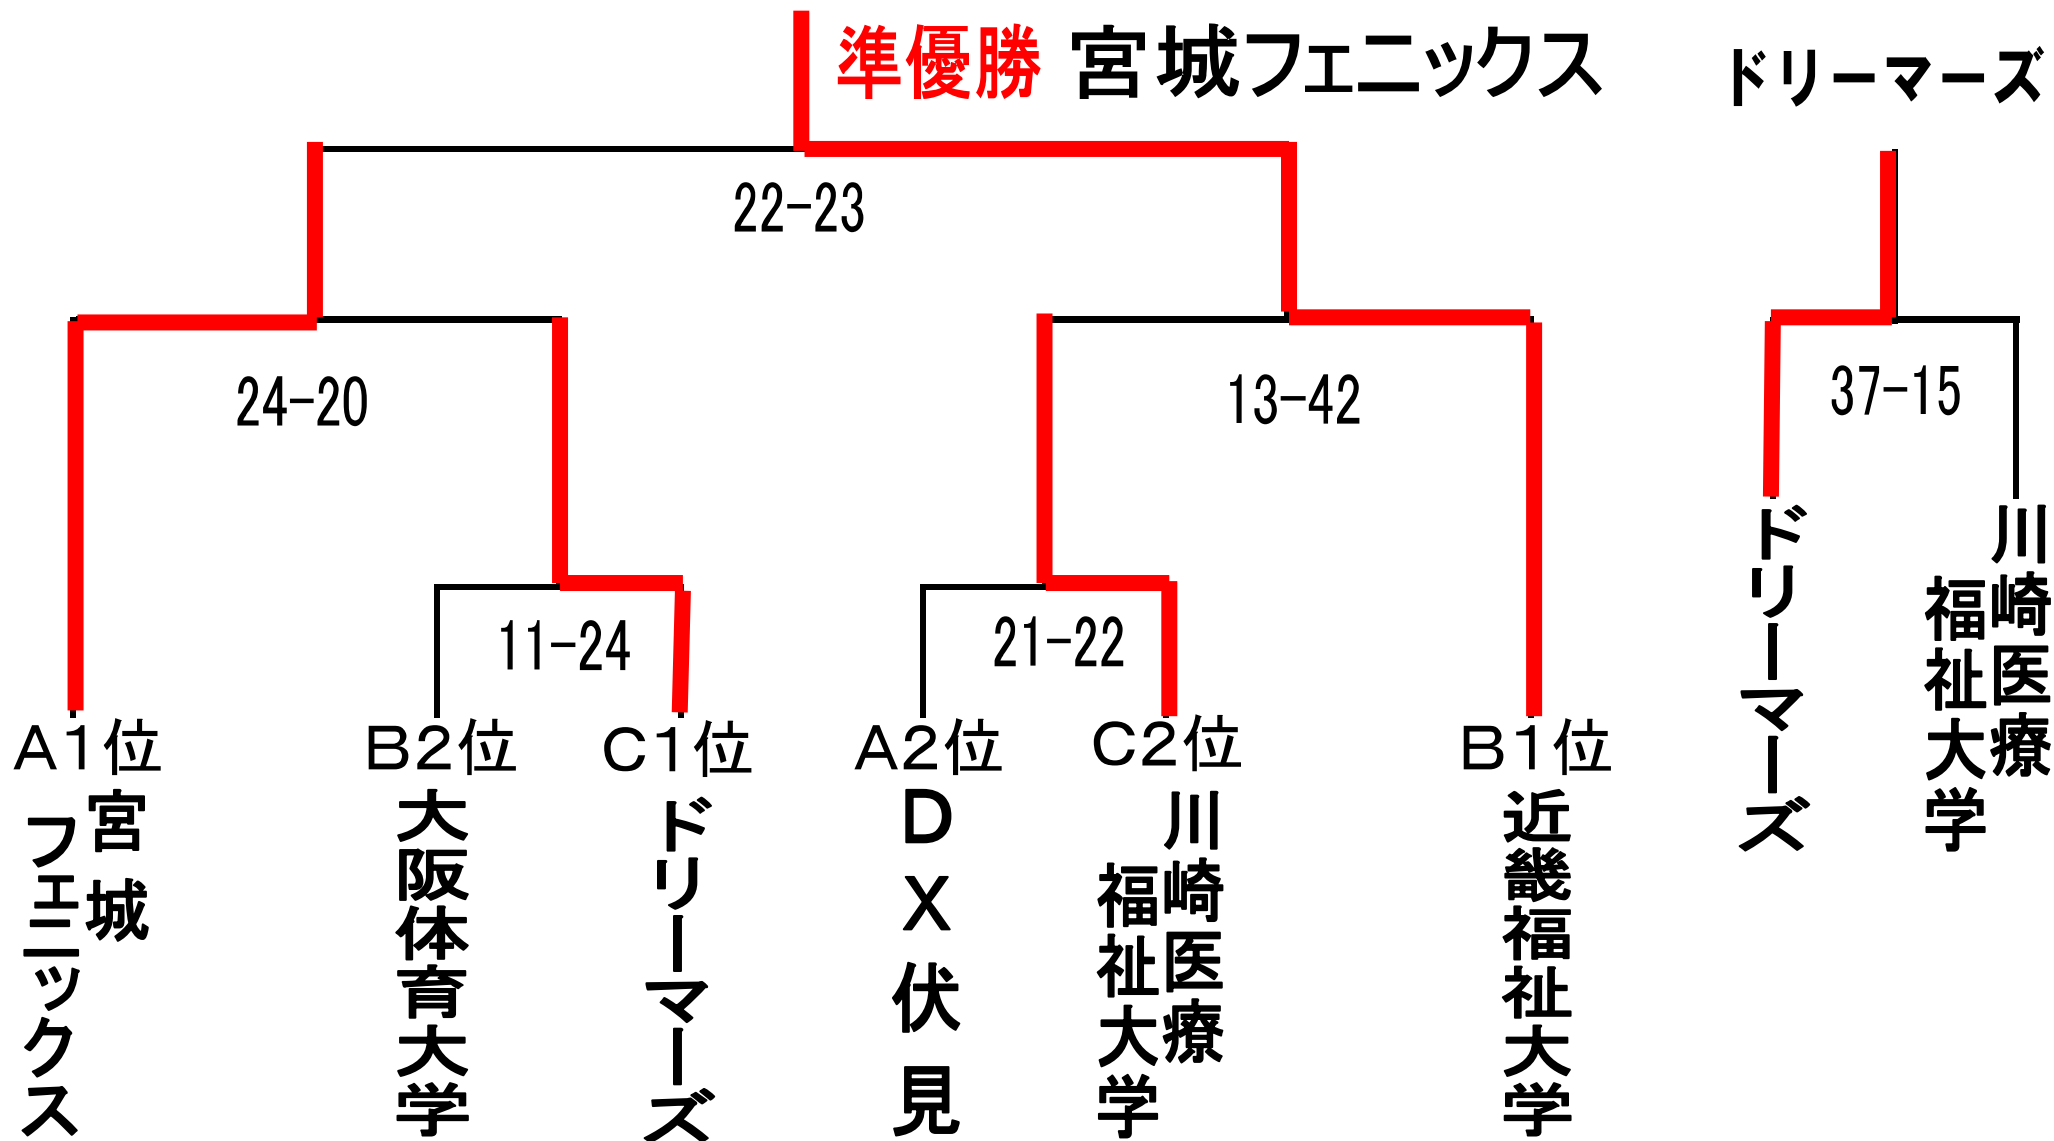 準優勝 宮城フェニックス
ドリーマーズ
22-23
24-20
13-42
37-15
11-24
21-22
ドリーマーズ
川崎医療
福祉大学
A1位
宮城
フェニックス
B2位
大阪体育大学
C1位
ドリーマーズ
A2位
DX伏見
C2位
川崎医療
福祉大学
B1位
近畿福祉大学